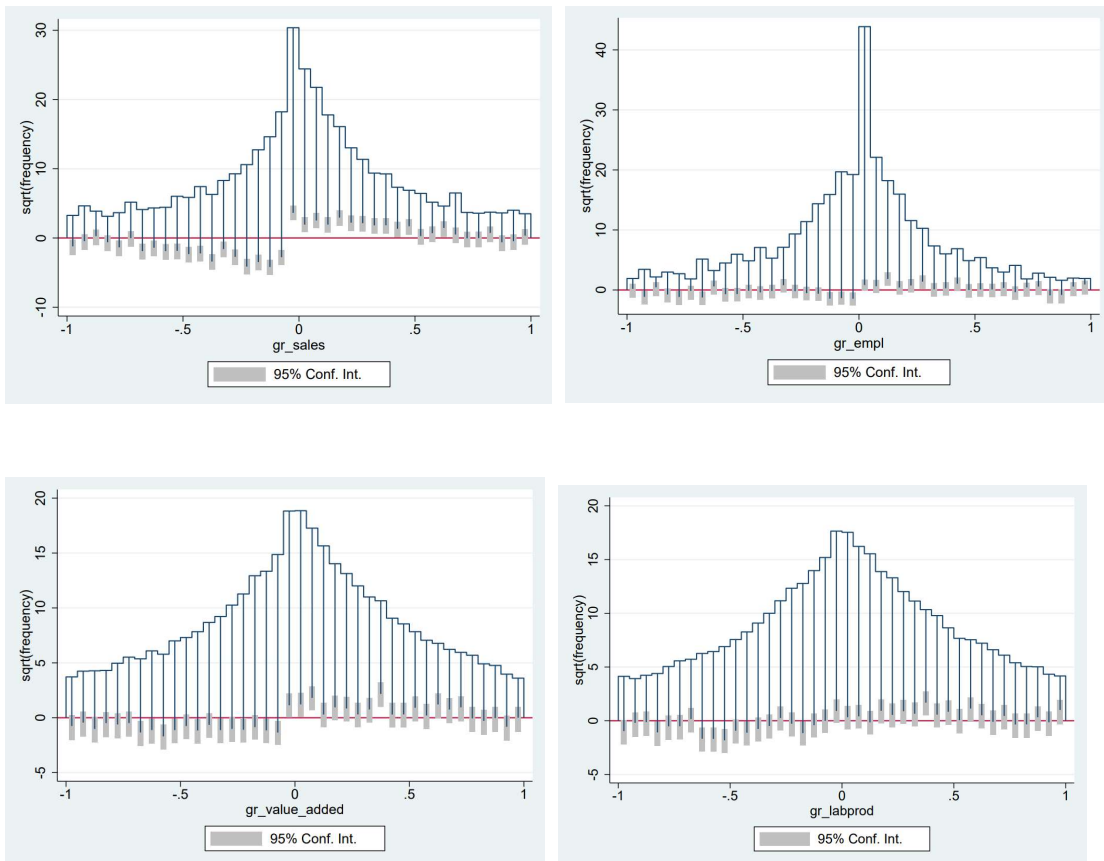 sqrt(frequency)
30
20
10
0
-10
-1 -.5 0 .5 1
gr_sales
95% Conf. Int.
sqrt(frequency)
40
30
20
10
0
-1 -.5 0 .5 1
gr_empl
95% Conf. Int.
sqrt(frequency)
20
15
10
5
0
-5
-1 -.5 0 .5 1
gr_value_added
95% Conf. Int.
sqrt(frequency)
20
15
10
5
0
-5
-1 -.5 0 .5 1
gr_labprod
95% Conf. Int.